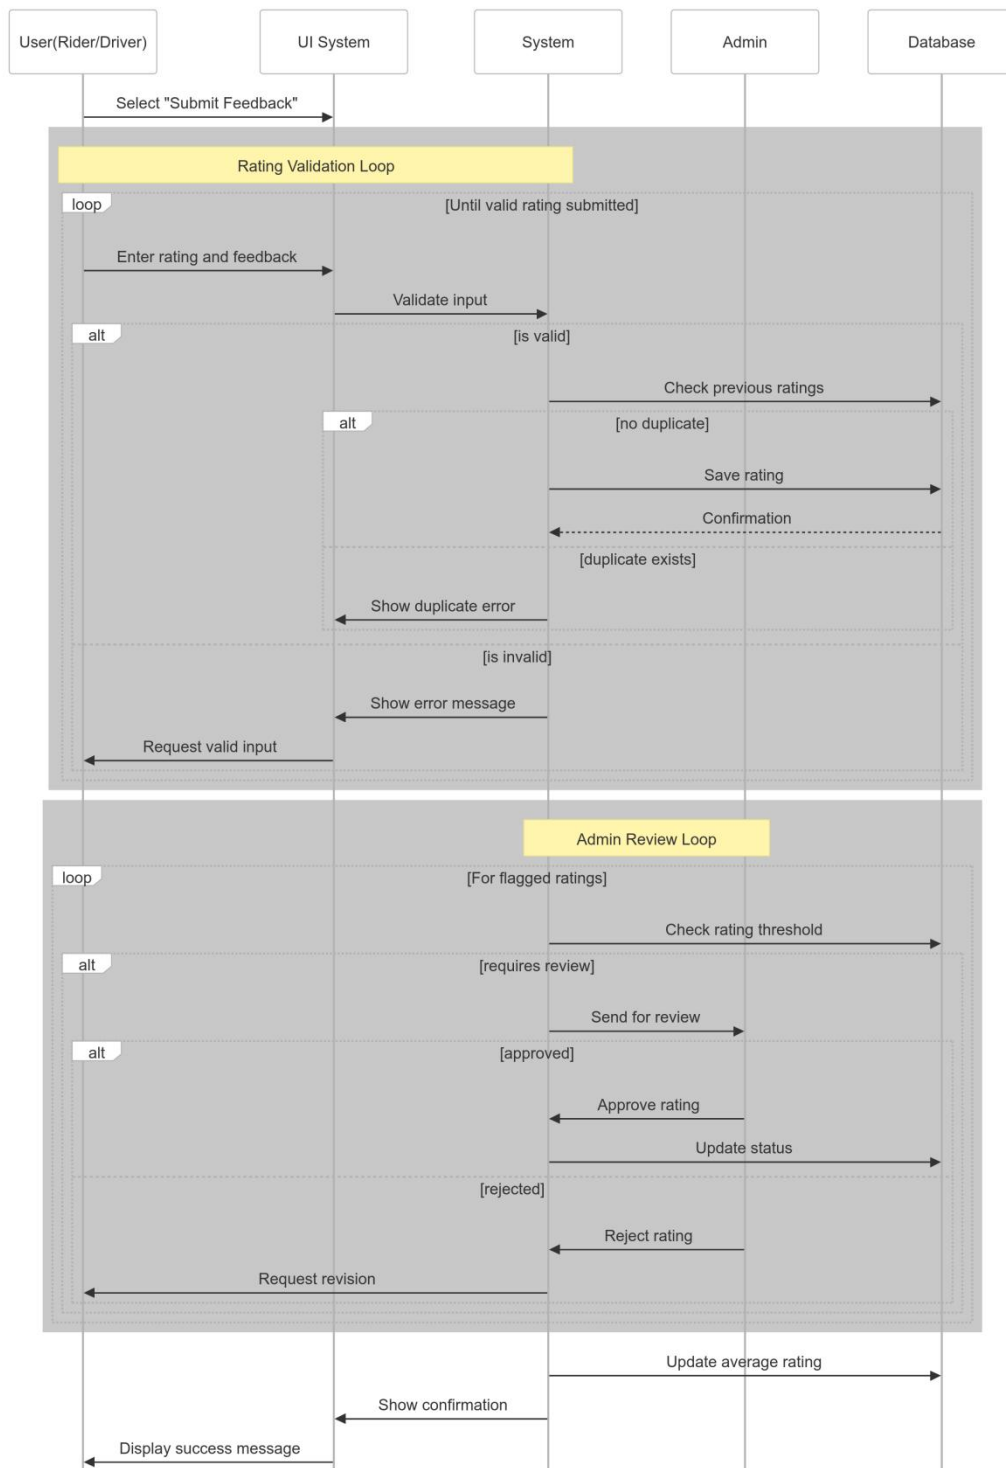 User(Rider/Driver)
UI System
System
Admin
Database
Select "Submit Feedback"
Rating Validation Loop
loop
[Until valid rating submitted]
Enter rating and feedback
Validate input
alt
[is valid]
Check previous ratings
alt
[no duplicate]
Save rating
Confirmation
[duplicate exists]
Show duplicate error
[is invalid]
Show error message
Request valid input
Admin Review Loop
loop
[For flagged ratings]
Check rating threshold
alt
[requires review]
Send for review
alt
[approved]
Approve rating
Update status
[rejected]
Reject rating
Request revision
Update average rating
Show confirmation
Display success message